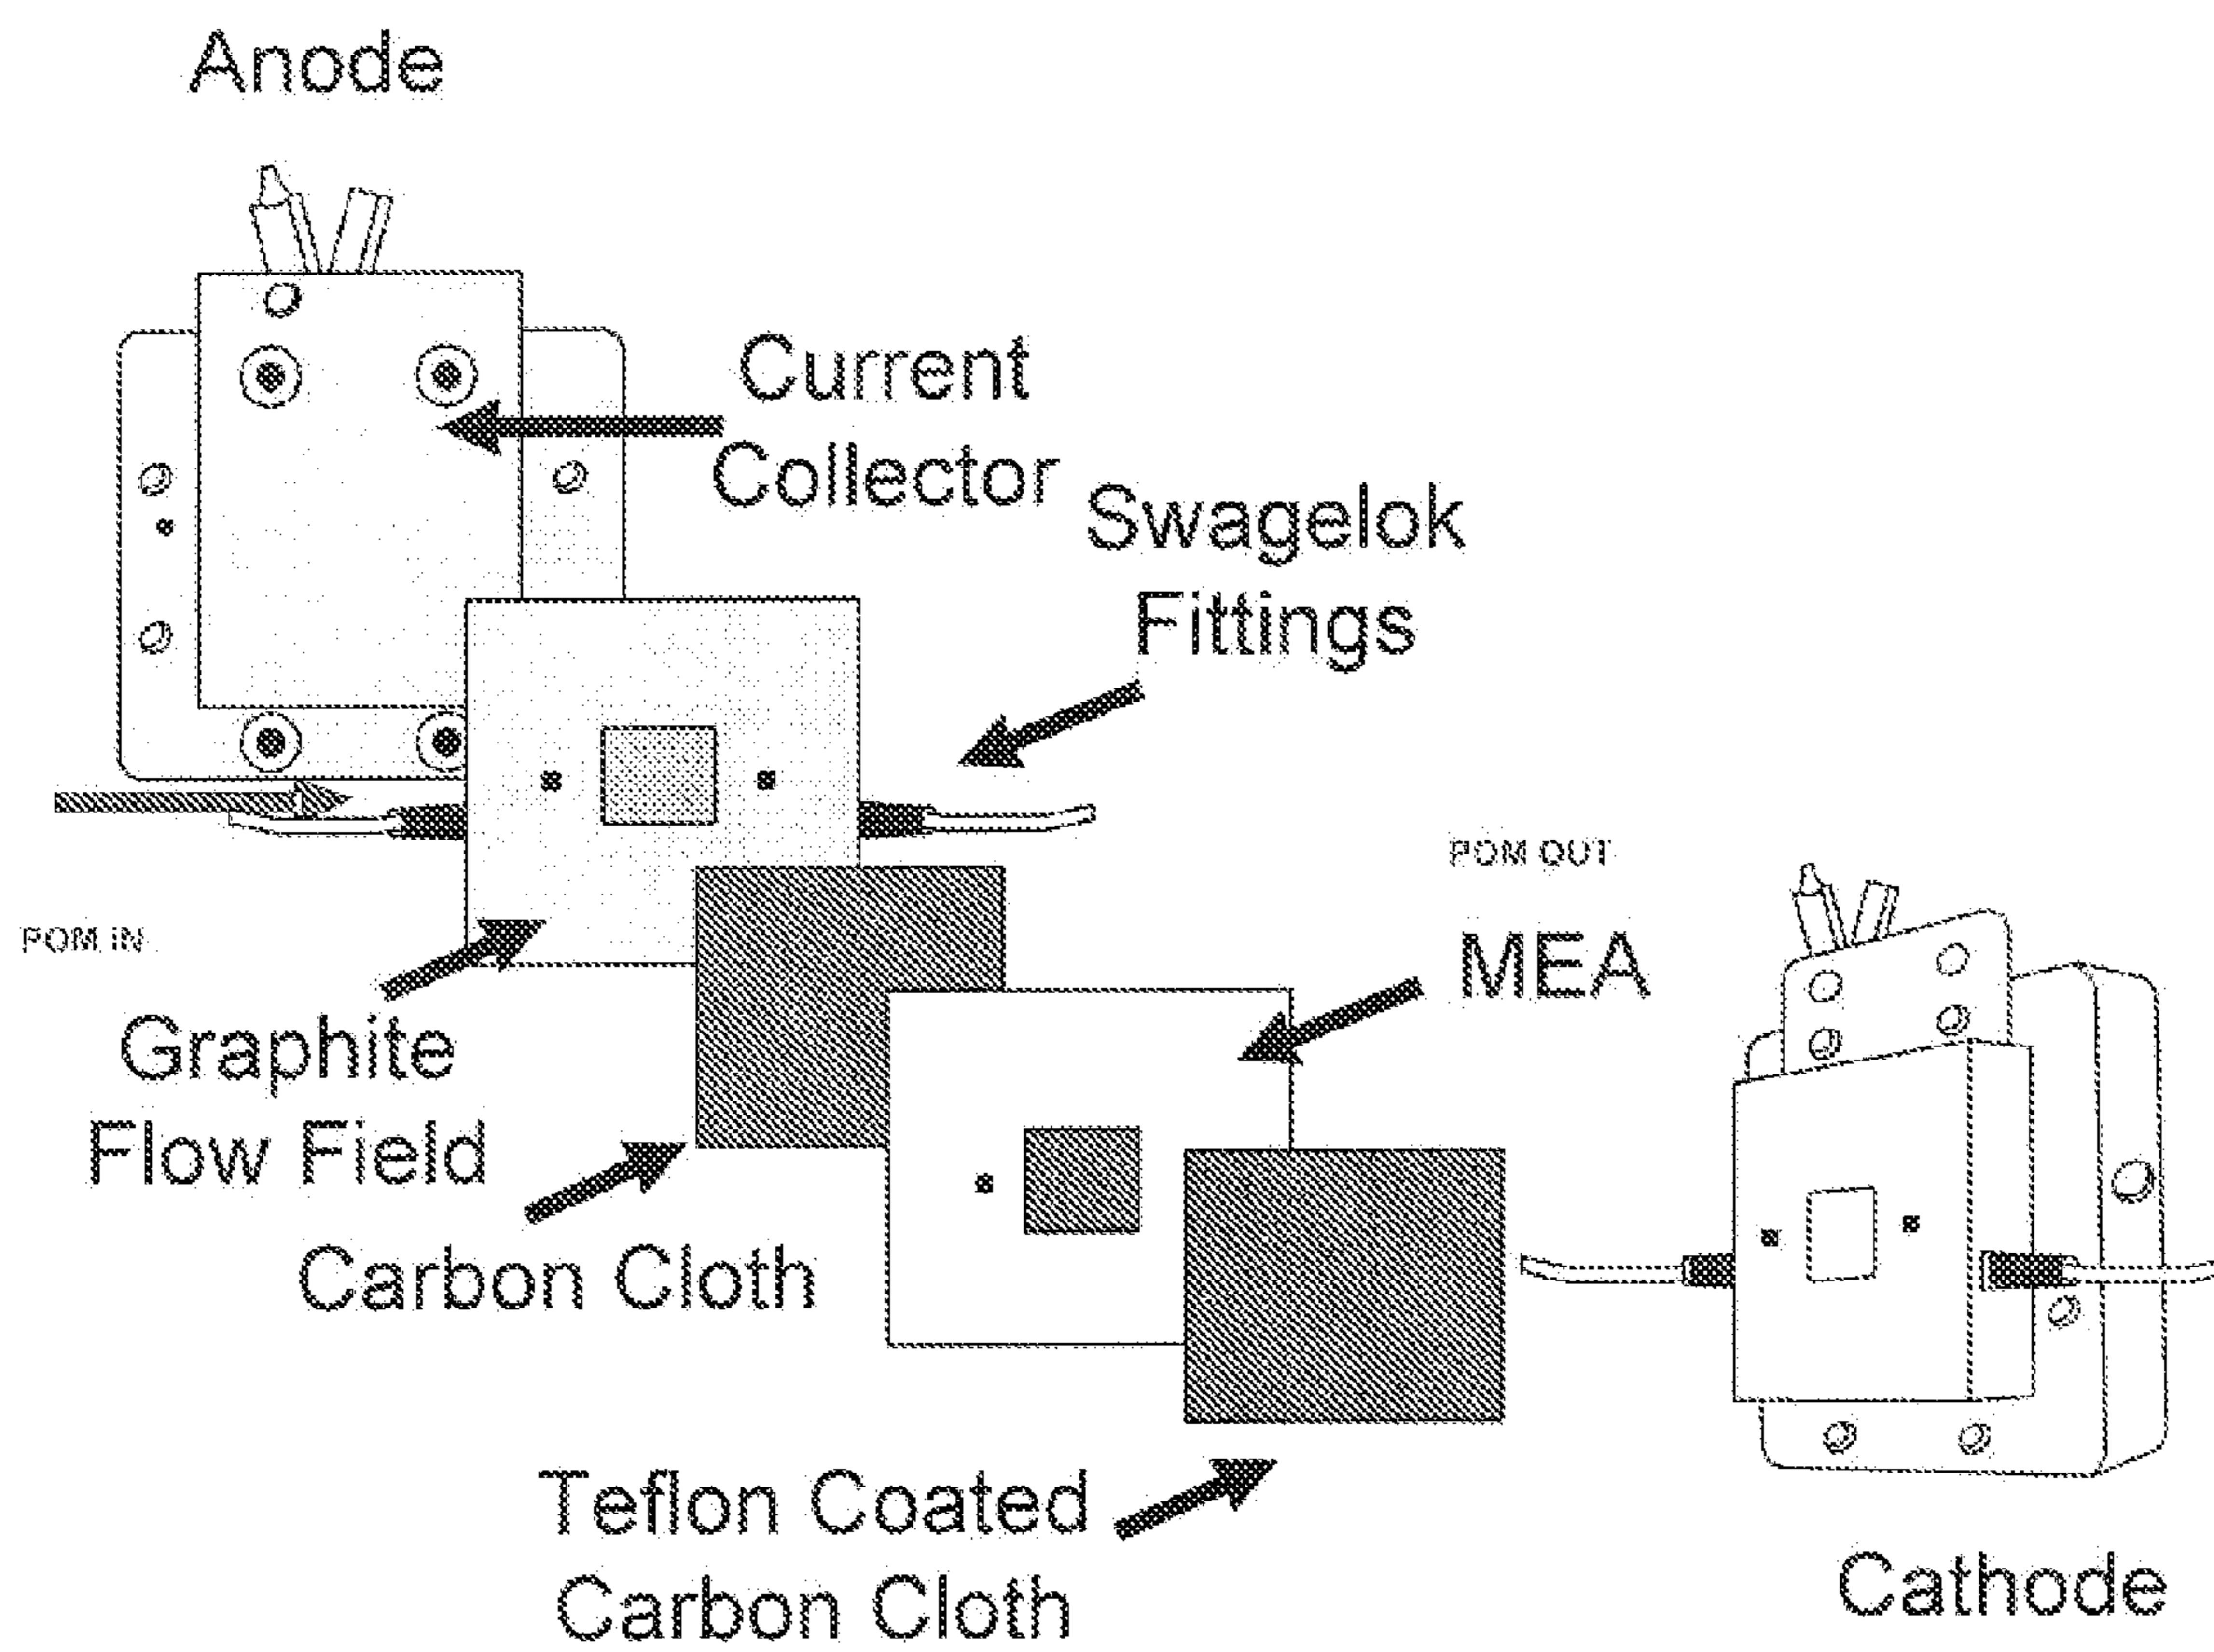 Anode
Current
Collector
Swagelok
Fittings
POM IN
POM OUT
MEA
Graphite
Flow Field
Carbon Cloth
Teflon Coated
Carbon Cloth
Cathode